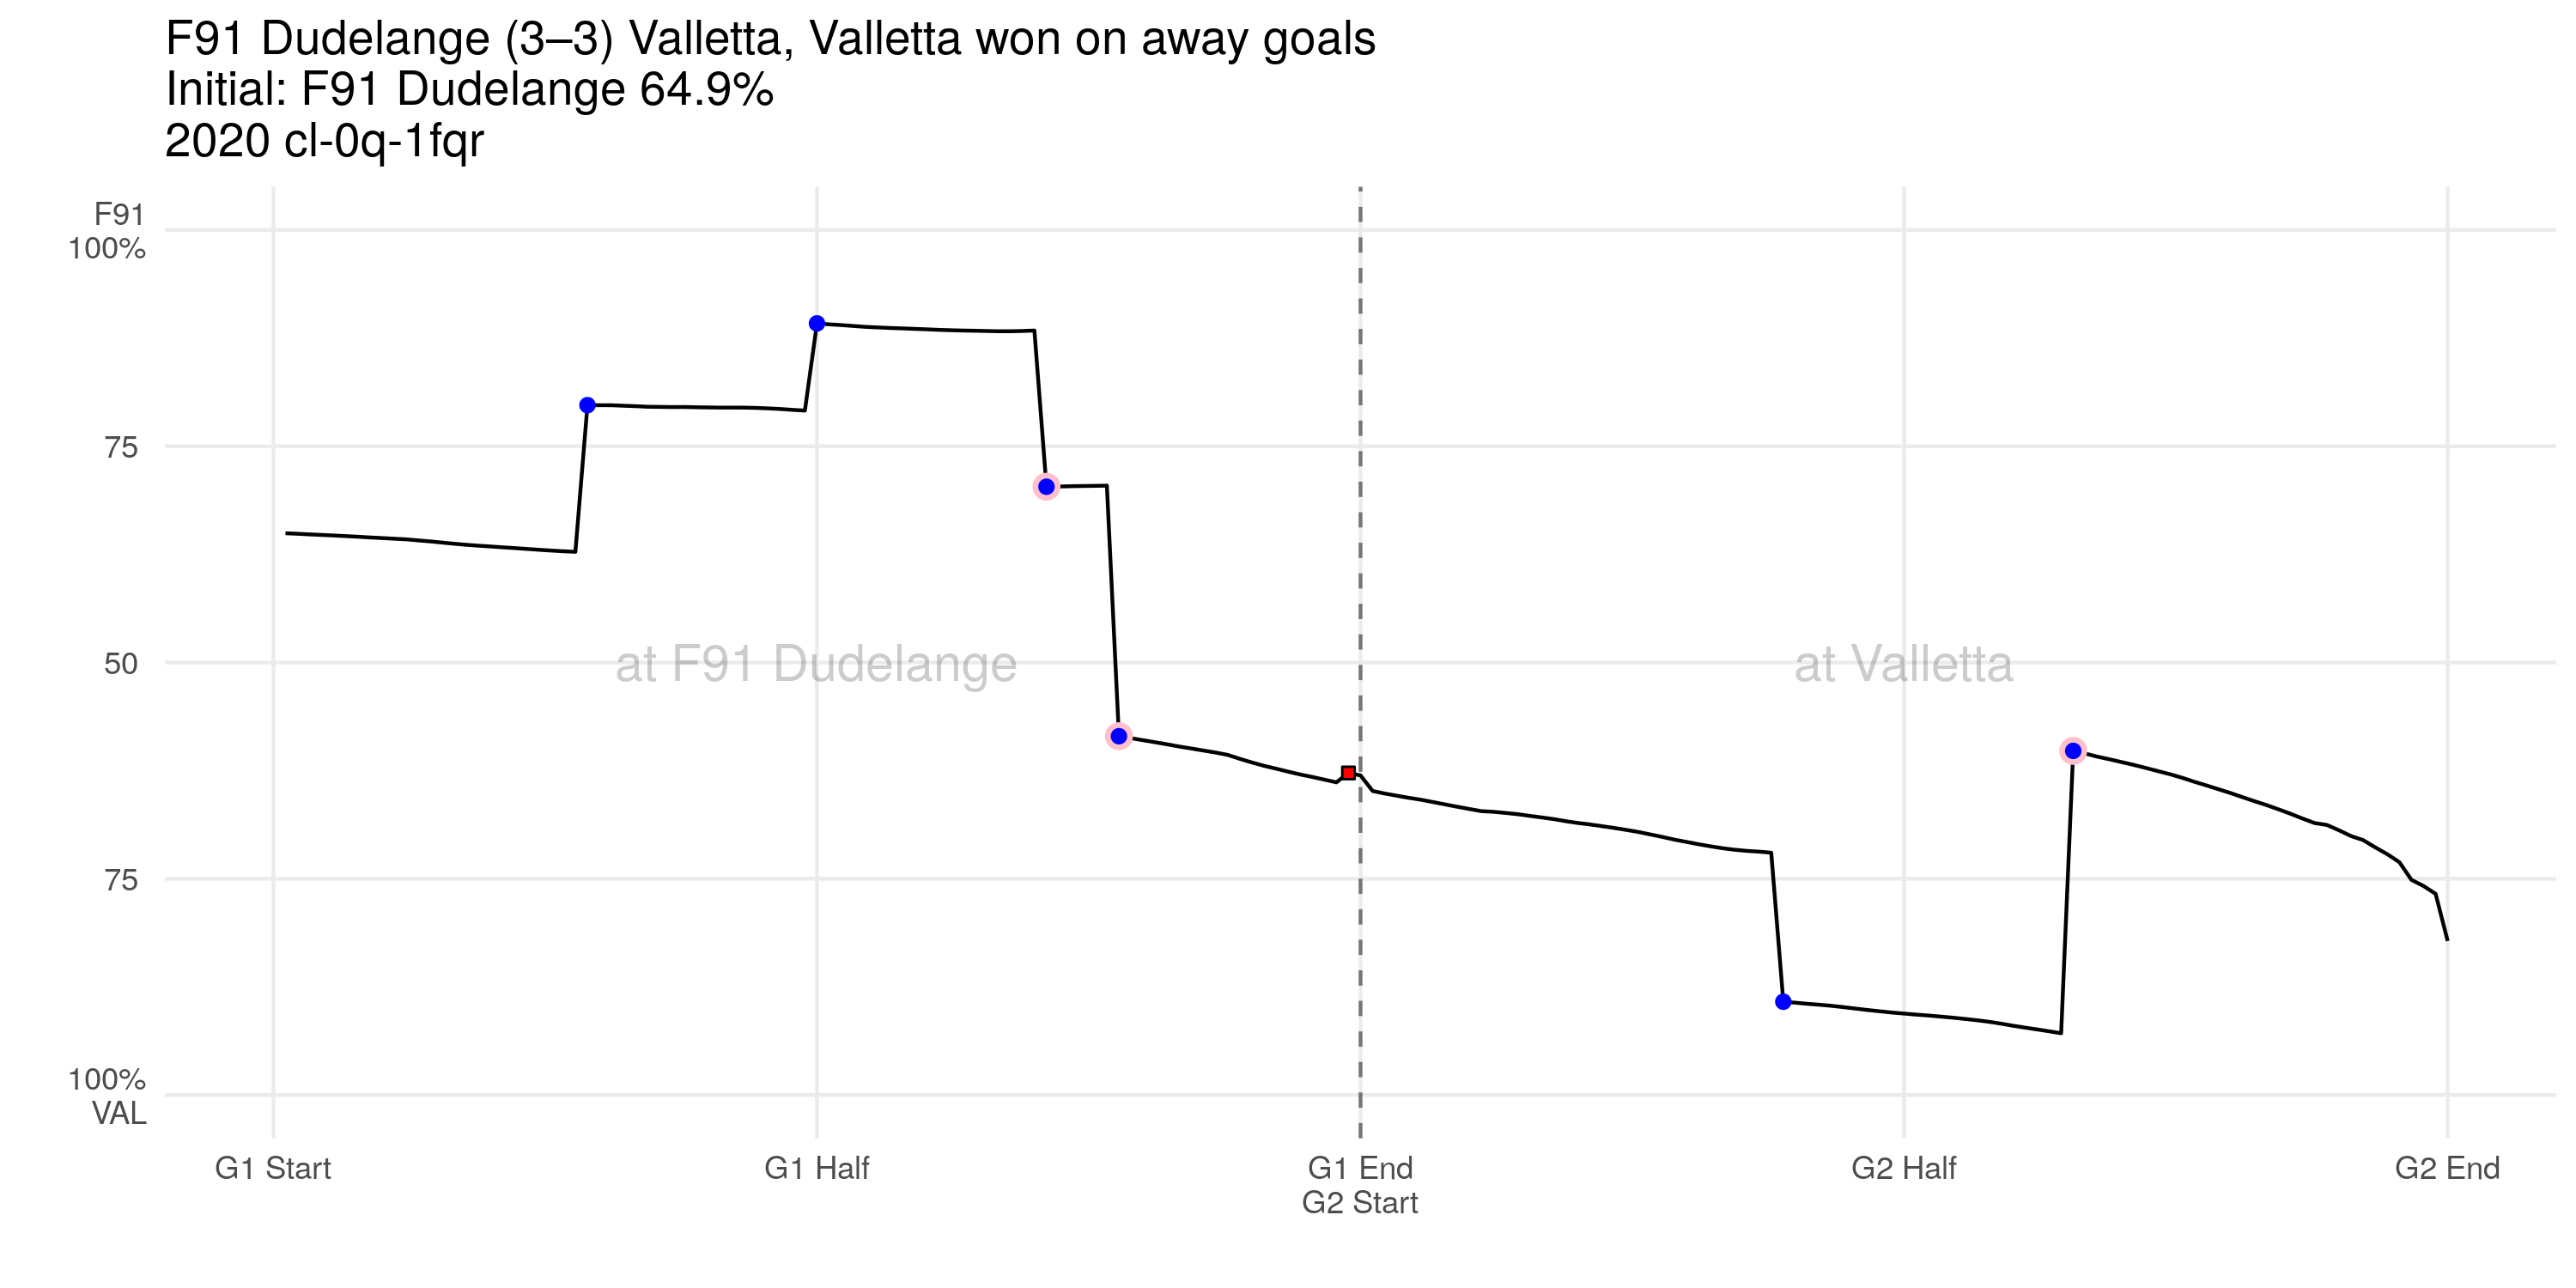 F91 Dudelange (3–3) Valletta, Valletta won on away goals
Initial: F91 Dudelange 64.9%
2020 cl-0q-1fqr
F91
100%
75
50
75
100%
VAL
at F91 Dudelange
at Valletta
G1 Start
G1 Half
G1 End
G2 Start
G2 Half
G2 End